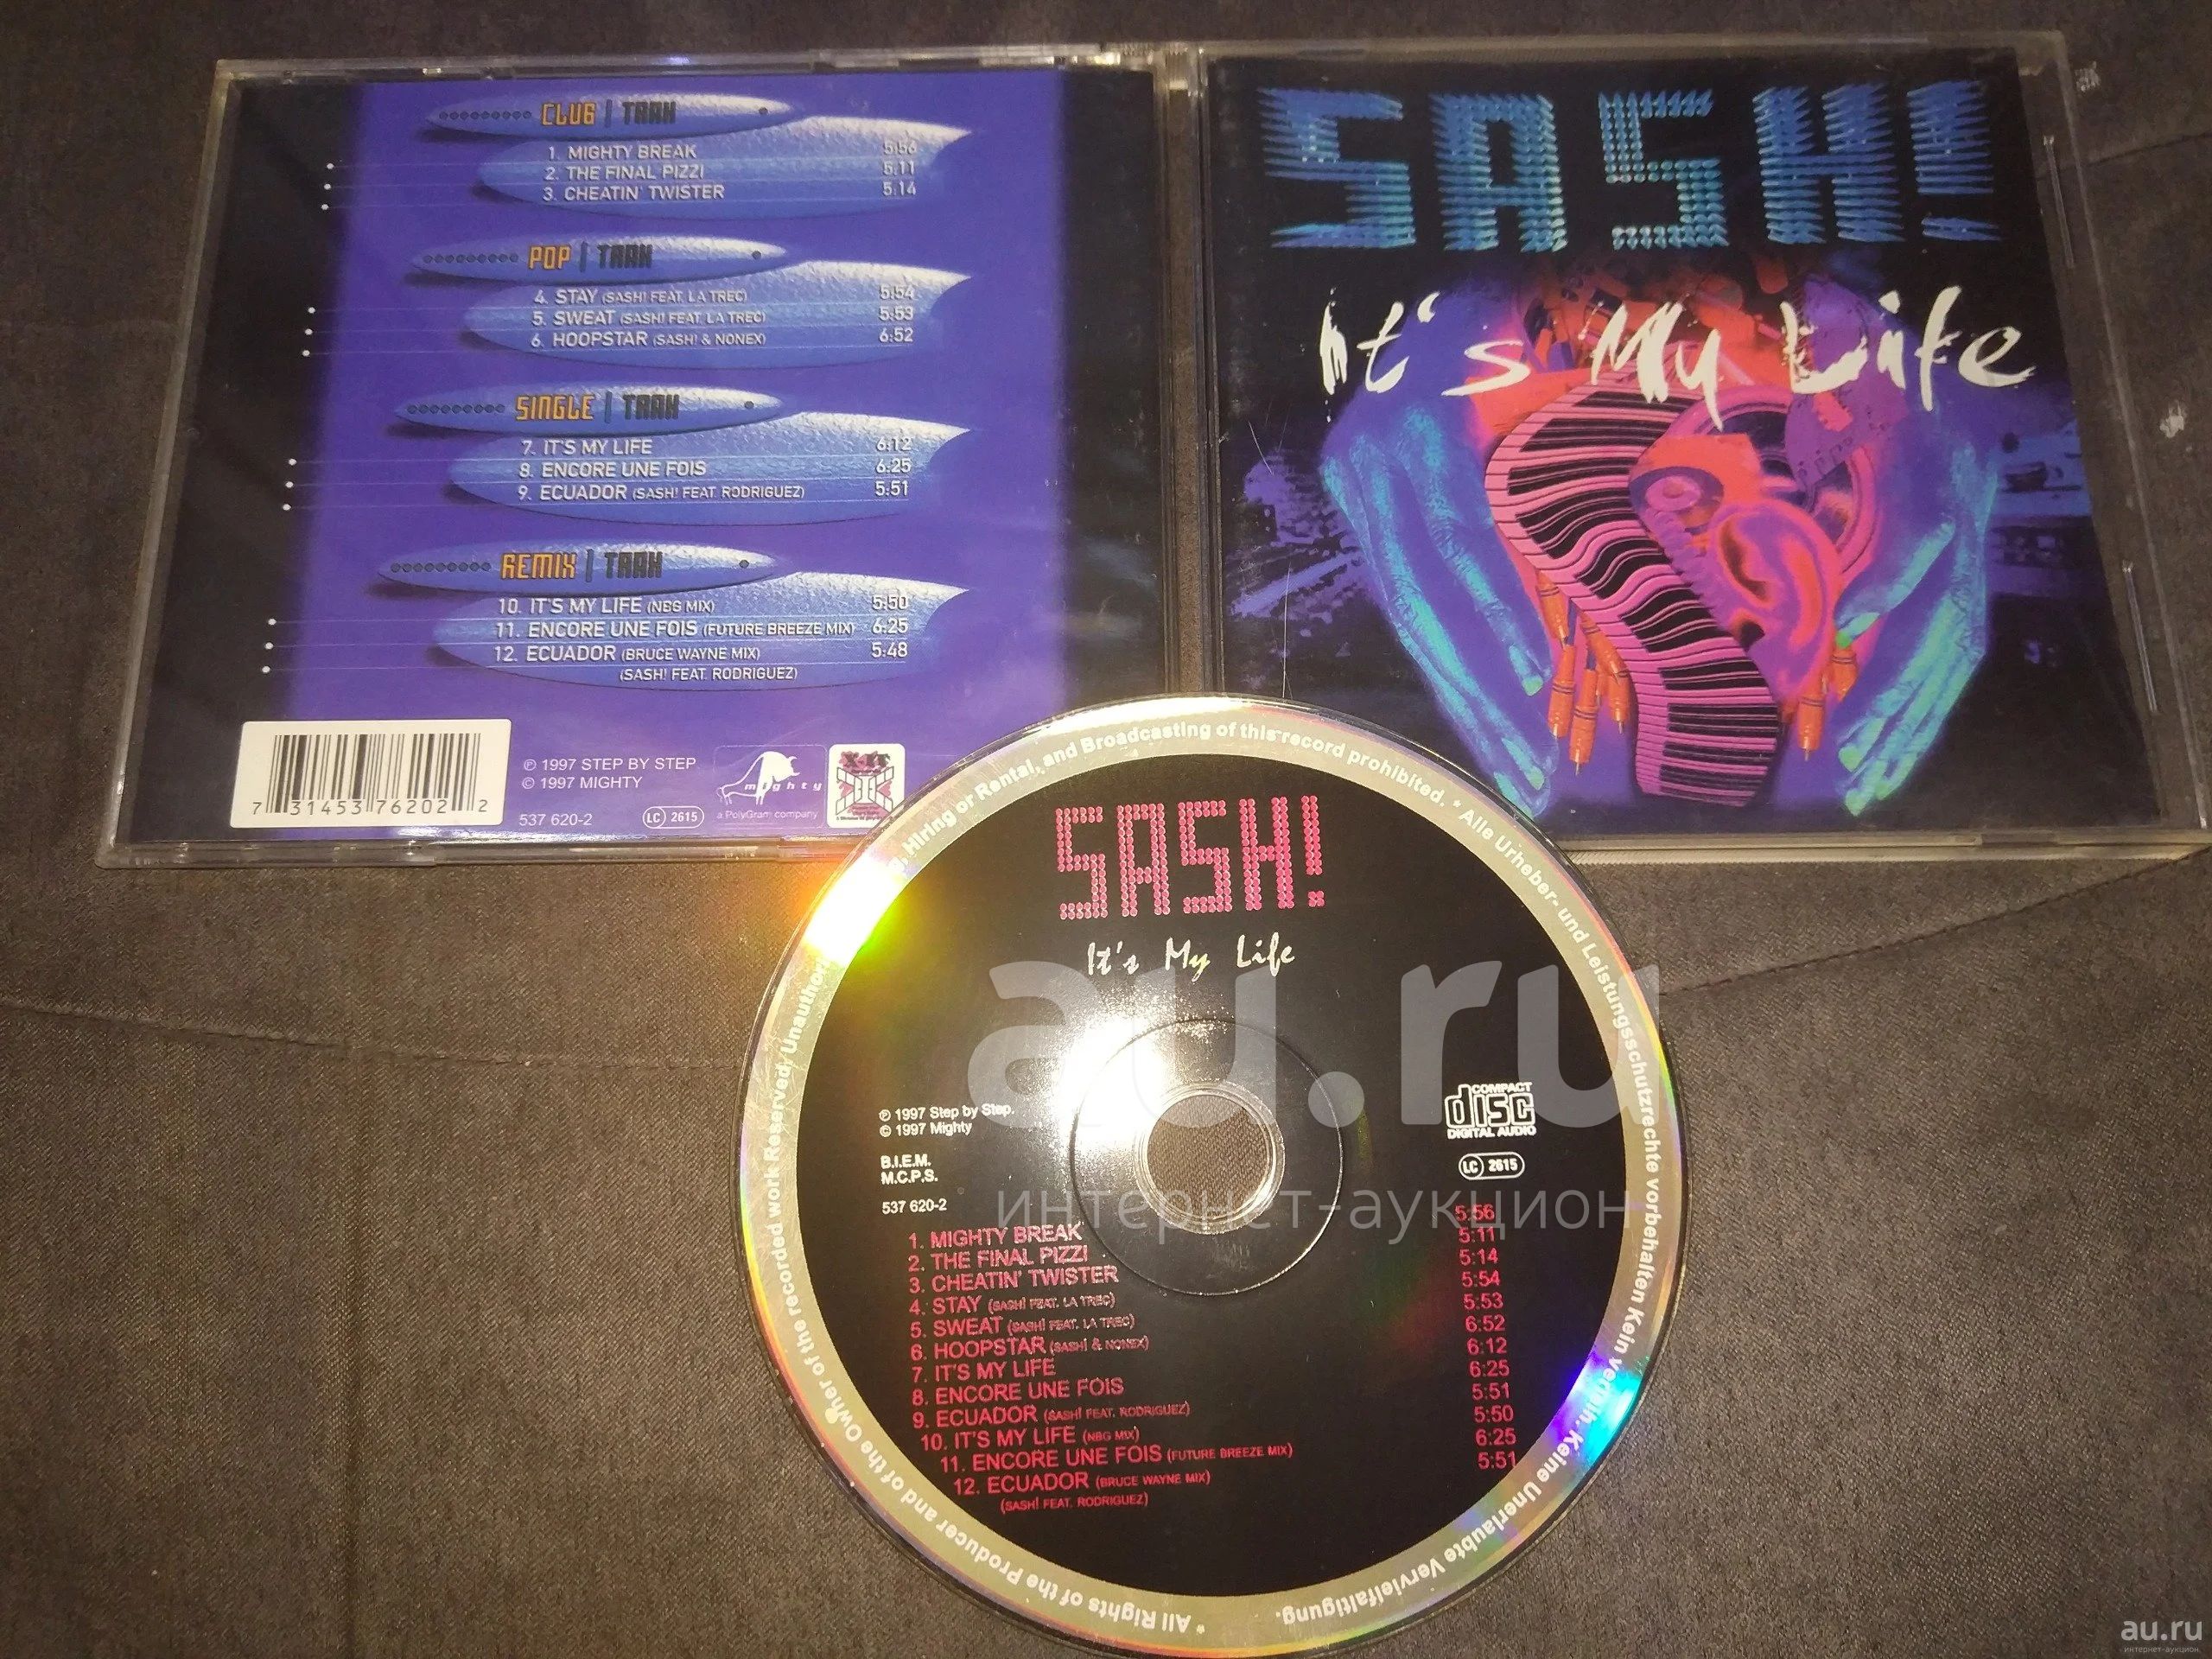 CLUB | TRAX
1. MIGHTY BREAK 5:56
2. THE FINAL PIZZI 5:11
3. CHEATIN' TWISTER 5:14
POP | TRAX
4. STAY (SASH! FEAT. LA TREC) 5:54
5. SWEAT (SASH! FEAT. LA TREC) 5:53
6. HOOPSTAR (SASH! & NONEX) 6:52
SINGLE | TRAX
7. IT'S MY LIFE 6:12
8. ENCORE UNE FOIS 6:25
9. ECUADOR (SASH! FEAT. RODRIGUEZ) 5:51
REMIX | TRAX
10. IT'S MY LIFE (NBG MIX) 5:50
11. ENCORE UNE FOIS (FUTURE BREEZE MIX) 6:25
12. ECUADOR (BRUCE WAYNE MIX) 5:48
(SASH! FEAT. RODRIGUEZ)
7 31453 76202 2
℗ 1997 STEP BY STEP.
© 1997 MIGHTY
537 620-2
LC 2615
mighty
a PolyGram company
X-IT
SASH!
It's My Life
SASH!
It's My Life
℗ 1997 Step by Step.
© 1997 Mighty
B.I.E.M.
M.C.P.S.
537 620-2
COMPACT
disc
DIGITAL AUDIO
LC 2615
1. MIGHTY BREAK 5:56
2. THE FINAL PIZZI 5:11
3. CHEATIN' TWISTER 5:14
4. STAY (SASH! FEAT. LA TREC) 5:54
5. SWEAT (SASH! FEAT. LA TREC) 5:53
6. HOOPSTAR (SASH! & NONEX) 6:52
7. IT'S MY LIFE 6:12
8. ENCORE UNE FOIS 6:25
9. ECUADOR (SASH! FEAT. RODRIGUEZ) 5:51
10. IT'S MY LIFE (NBG MIX) 5:50
11. ENCORE UNE FOIS (FUTURE BREEZE MIX) 6:25
12. ECUADOR (BRUCE WAYNE MIX) 5:51
(SASH! FEAT. RODRIGUEZ)
* All Rights of the Producer and of the Owner of the recorded work Reserved. Hiring or Rental, and Broadcasting of this record prohibited. * Alle Urheber- und Leistungsschutzrechte vorbehalten Kein Verleih. Keine Unerlaubte Vervielfältigung.
au.ru
интернет-аукцион
au.ru
интернет-аукцион